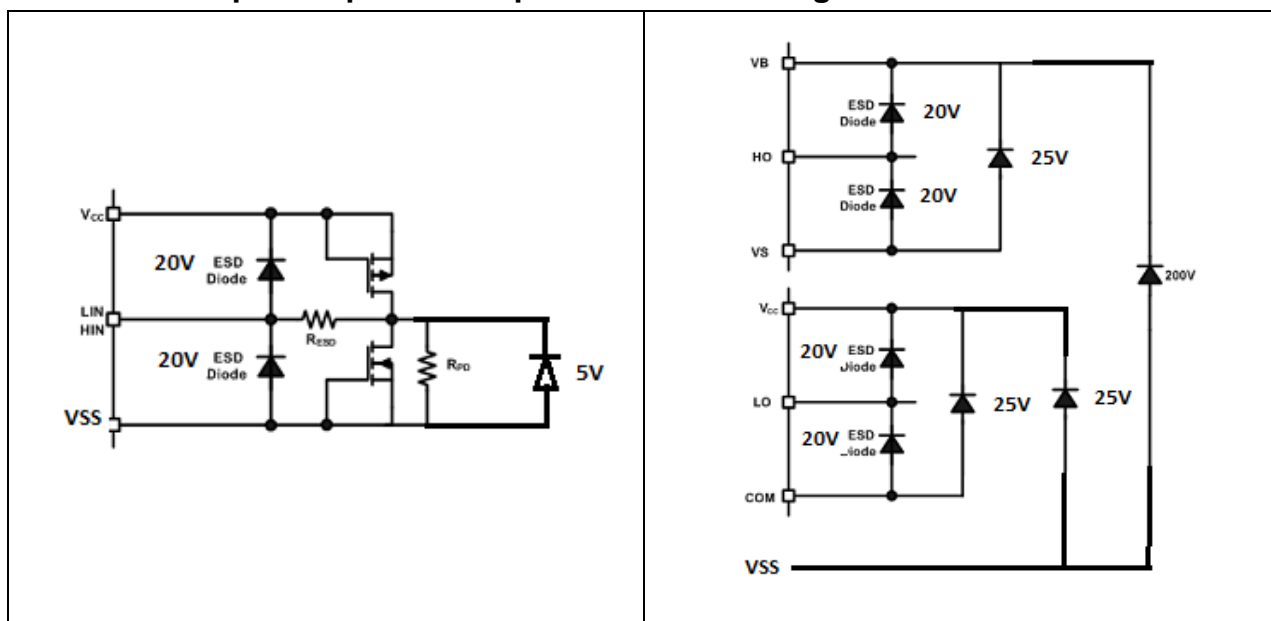 VCC
20V ESD
Diode
LIN
HIN
RESD
20V ESD
Diode
RPD
5V
VSS
VB
ESD
Diode
20V
HO
25V
ESD
Diode
20V
VS
200V
VCC
20V ESD
Diode
LO
25V
25V
20V ESD
COM
VSS